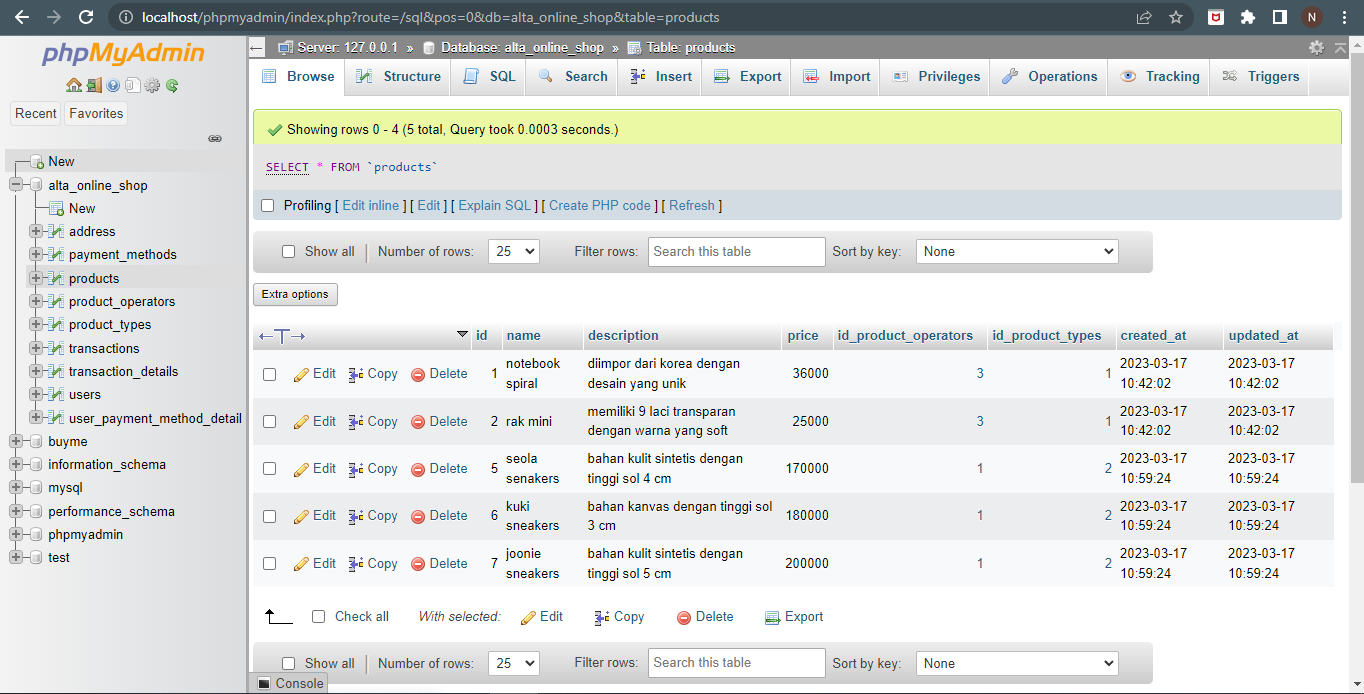 localhost/phpmyadmin/index.php?route=/sql&pos=0&db=alta_online_shop&table=products
N
phpMyAdmin
Recent Favorites
New
alta_online_shop
New
address
payment_methods
products
product_operators
product_types
transactions
transaction_details
users
user_payment_method_detail
buyme
information_schema
mysql
performance_schema
phpmyadmin
test
Server: 127.0.0.1 » Database: alta_online_shop » Table: products
Browse Structure SQL Search Insert Export Import Privileges Operations Tracking Triggers
Showing rows 0 - 4 (5 total, Query took 0.0003 seconds.)
SELECT * FROM `products`
Profiling [ Edit inline ] [ Edit ] [ Explain SQL ] [ Create PHP code ] [ Refresh ]
Show all Number of rows: 25 Filter rows: Search this table Sort by key: None
Extra options
←T→ id name description price id_product_operators id_product_types created_at updated_at
Edit Copy Delete 1 notebook spiral diimpor dari korea dengan desain yang unik 36000 3 1 2023-03-17 10:42:02 2023-03-17 10:42:02
Edit Copy Delete 2 rak mini memiliki 9 laci transparan dengan warna yang soft 25000 3 1 2023-03-17 10:42:02 2023-03-17 10:42:02
Edit Copy Delete 5 seola senakers bahan kulit sintetis dengan tinggi sol 4 cm 170000 1 2 2023-03-17 10:59:24 2023-03-17 10:59:24
Edit Copy Delete 6 kuki sneakers bahan kanvas dengan tinggi sol 3 cm 180000 1 2 2023-03-17 10:59:24 2023-03-17 10:59:24
Edit Copy Delete 7 joonie sneakers bahan kulit sintetis dengan tinggi sol 5 cm 200000 1 2 2023-03-17 10:59:24 2023-03-17 10:59:24
Check all With selected: Edit Copy Delete Export
Show all Number of rows: 25 Filter rows: Search this table Sort by key: None
Console